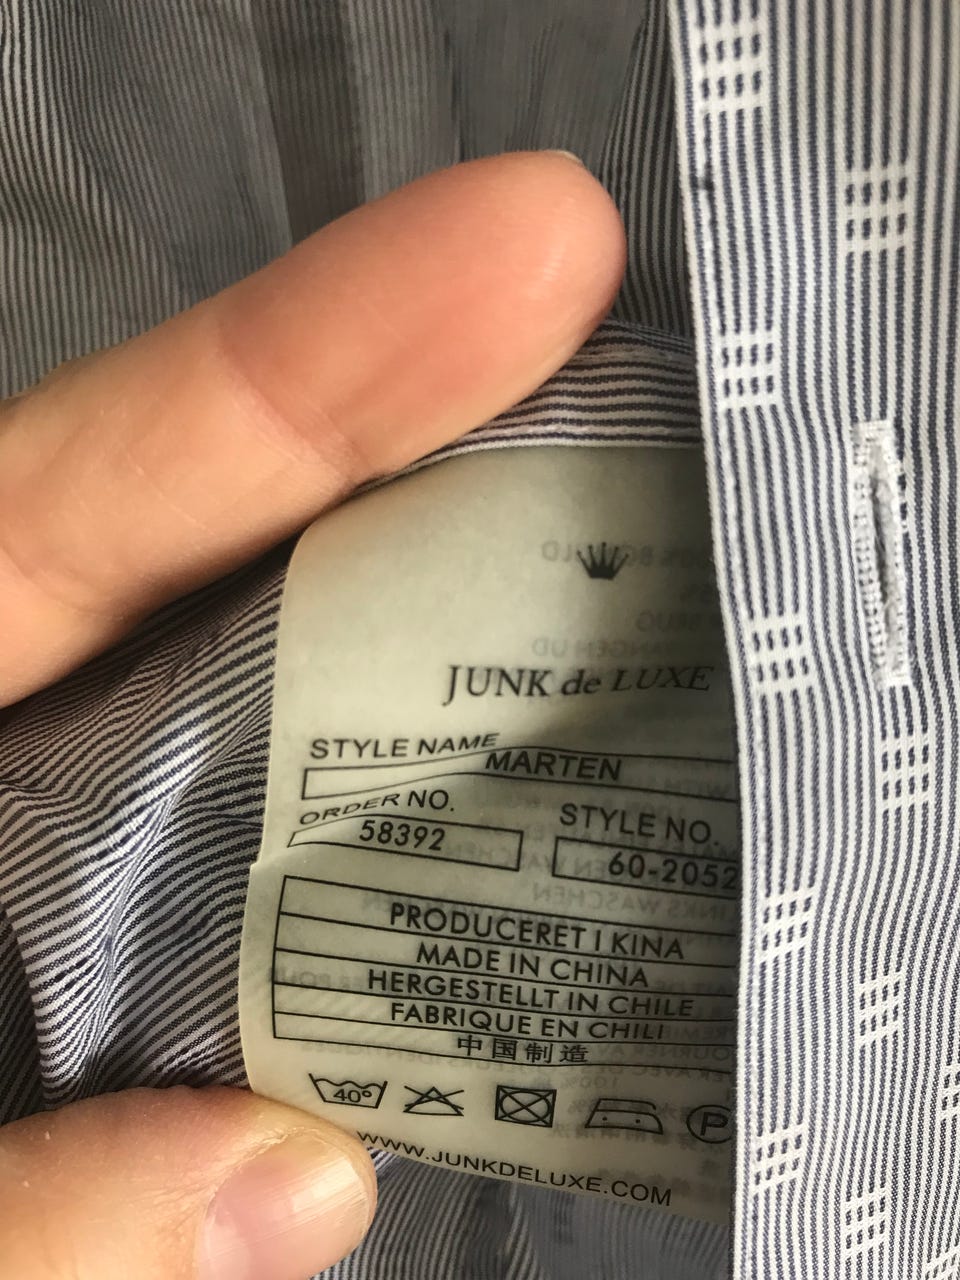 JUNK de LUXE
STYLE NAME
MARTEN
ORDER NO.
58392
STYLE NO.
60-2052
PRODUCERET I KINA
MADE IN CHINA
HERGESTELLT IN CHILE
FABRIQUE EN CHILI
中国制造
40°
P
WWW.JUNKDELUXE.COM